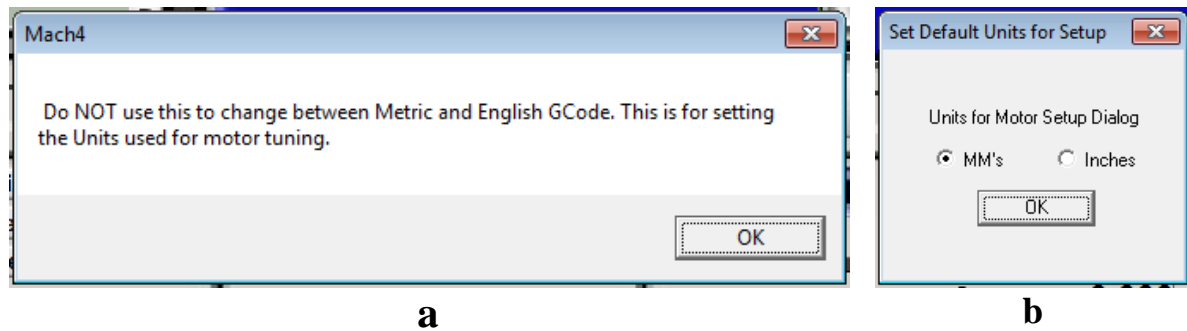 Mach4
Do NOT use this to change between Metric and English GCode. This is for setting
the Units used for motor tuning.
OK
a
Set Default Units for Setup
Units for Motor Setup Dialog
MM's Inches
OK
b